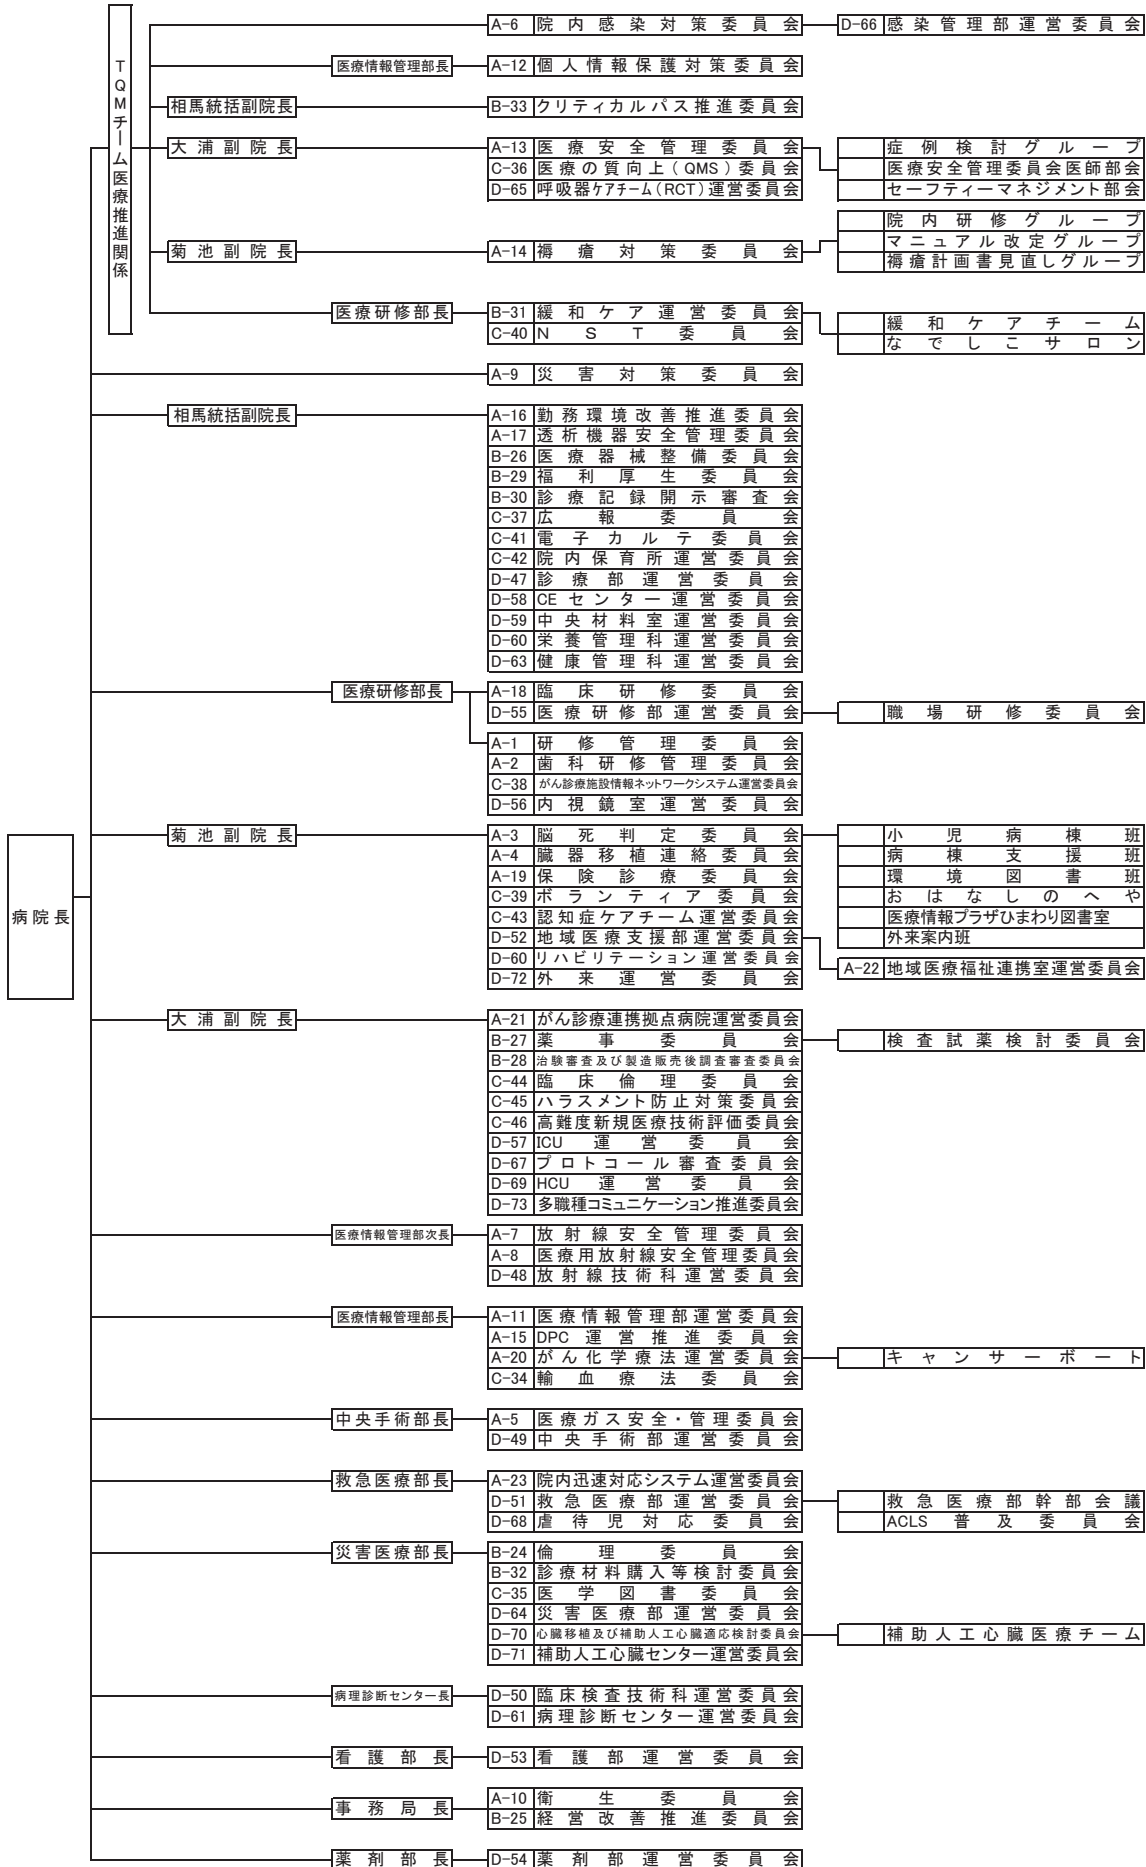 TQMチーム医療推進関係
A-6 院内感染対策委員会 D-66 感染管理部運営委員会
医療情報管理部長 A-12 個人情報保護対策委員会
相馬統括副院長 B-33 クリティカルパス推進委員会
大浦副院長 A-13 医療安全管理委員会 症例検討グループ
C-36 医療の質向上(QMS)委員会 医療安全管理委員会医師部会
D-65 呼吸器ケアチーム(RCT)運営委員会 セーフティーマネジメント部会
院内研修グループ
菊池副院長 A-14 褥瘡対策委員会 マニュアル改定グループ
褥瘡計画書見直しグループ
医療研修部長 B-31 緩和ケア運営委員会 緩和ケアチーム
C-40 NST委員会 なでしこサロン
A-9 災害対策委員会
相馬統括副院長 A-16 勤務環境改善推進委員会
A-17 透析機器安全管理委員会
B-26 医療器械整備委員会
B-29 福利厚生委員会
B-30 診療記録開示審査会
C-37 広報委員会
C-41 電子カルテ委員会
C-42 院内保育所運営委員会
D-47 診療部運営委員会
D-58 CEセンター運営委員会
D-59 中央材料室運営委員会
D-60 栄養管理科運営委員会
D-63 健康管理科運営委員会
医療研修部長 A-18 臨床研修委員会
D-55 医療研修部運営委員会 職場研修委員会
A-1 研修管理委員会
A-2 歯科研修管理委員会
C-38 がん診療施設情報ネットワークシステム運営委員会
D-56 内視鏡室運営委員会
病院長
菊池副院長 A-3 脳死判定委員会 小児病棟班
A-4 臓器移植連絡委員会 病棟支援班
A-19 保険診療委員会 環境図書班
C-39 ボランティア委員会 おはなしのへや
C-43 認知症ケアチーム運営委員会 医療情報プラザひまわり図書室
D-52 地域医療支援部運営委員会 外来案内班
D-60 リハビリテーション運営委員会 A-22 地域医療福祉連携室運営委員会
D-72 外来運営委員会
大浦副院長 A-21 がん診療連携拠点病院運営委員会
B-27 薬事委員会 検査試薬検討委員会
B-28 治験審査及び製造販売後調査審査委員会
C-44 臨床倫理委員会
C-45 ハラスメント防止対策委員会
C-46 高難度新規医療技術評価委員会
D-57 ICU運営委員会
D-67 プロトコール審査委員会
D-69 HCU運営委員会
D-73 多職種コミュニケーション推進委員会
医療情報管理部次長 A-7 放射線安全管理委員会
A-8 医療用放射線安全管理委員会
D-48 放射線技術科運営委員会
医療情報管理部長 A-11 医療情報管理部運営委員会
A-15 DPC運営推進委員会
A-20 がん化学療法運営委員会 キャンサーボート
C-34 輸血療法委員会
中央手術部長 A-5 医療ガス安全・管理委員会
D-49 中央手術部運営委員会
救急医療部長 A-23 院内迅速対応システム運営委員会
D-51 救急医療部運営委員会 救急医療部幹部会議
D-68 虐待児対応委員会 ACLS普及委員会
災害医療部長 B-24 倫理委員会
B-32 診療材料購入等検討委員会
C-35 医学図書委員会
D-64 災害医療部運営委員会
D-70 心臓移植及び補助人工心臓適応検討委員会 補助人工心臓医療チーム
D-71 補助人工心臓センター運営委員会
病理診断センター長 D-50 臨床検査技術科運営委員会
D-61 病理診断センター運営委員会
看護部長 D-53 看護部運営委員会
事務局長 A-10 衛生委員会
B-25 経営改善推進委員会
薬剤部長 D-54 薬剤部運営委員会